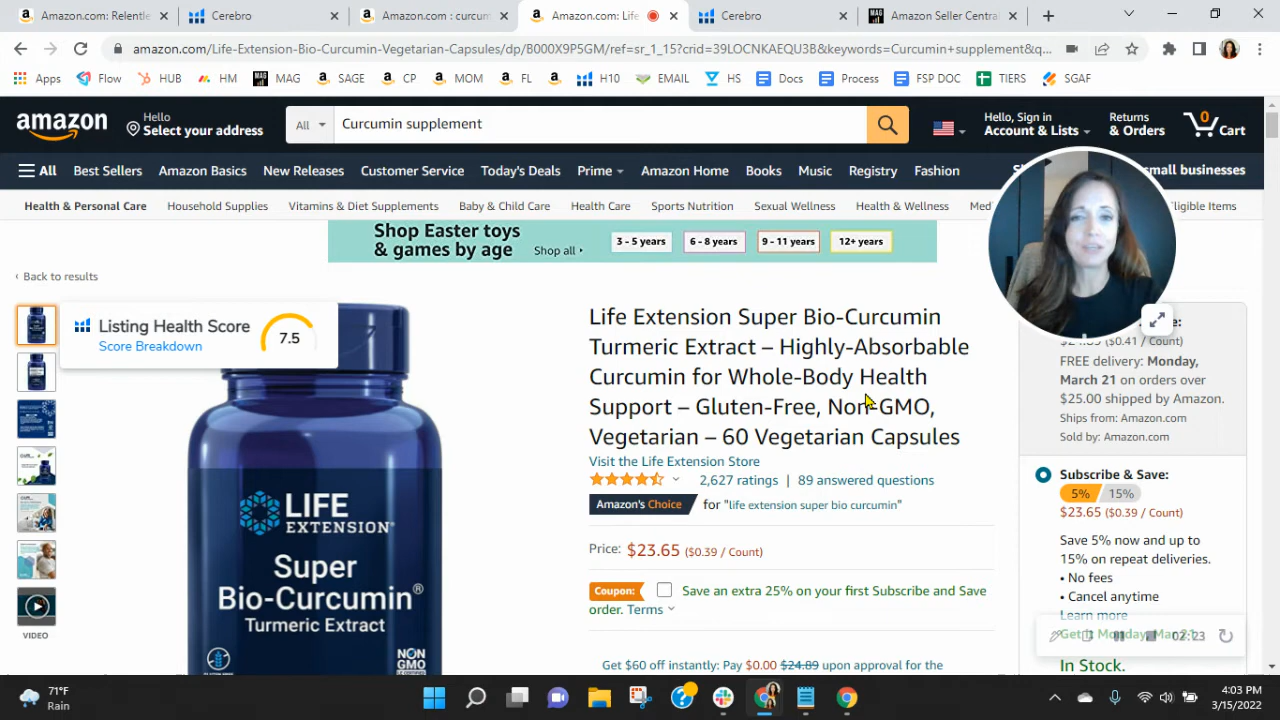 Amazon.com: Relentle
Cerebro
Amazon.com : curcum
Amazon.com: Life
Cerebro
Amazon Seller Central
amazon.com/Life-Extension-Bio-Curcumin-Vegetarian-Capsules/dp/B000X9P5GM/ref=sr_1_15?crid=39LOCNKAEQU3B&keywords=Curcumin+supplement&q...
Apps
Flow
HUB
HM
MAG
SAGE
CP
MOM
FL
H10
EMAIL
HS
Docs
Process
FSP DOC
TIERS
SGAF
amazon
Hello
Select your address
All
Curcumin supplement
Hello, Sign in
Account & Lists
Returns
& Orders
0
Cart
All
Best Sellers
Amazon Basics
New Releases
Customer Service
Today's Deals
Prime
Amazon Home
Books
Music
Registry
Fashion
small businesses
Health & Personal Care
Household Supplies
Vitamins & Diet Supplements
Baby & Child Care
Health Care
Sports Nutrition
Sexual Wellness
Health & Wellness
Eligible Items
Shop Easter toys
& games by age
Shop all
3 - 5 years
6 - 8 years
9 - 11 years
12+ years
‹ Back to results
Listing Health Score
Score Breakdown
7.5
LIFE
EXTENSION
Super
Bio-Curcumin®
Turmeric Extract
NON
GMO
VIDEO
Life Extension Super Bio-Curcumin
Turmeric Extract – Highly-Absorbable
Curcumin for Whole-Body Health
Support – Gluten-Free, Non-GMO,
Vegetarian – 60 Vegetarian Capsules
Visit the Life Extension Store
2,627 ratings | 89 answered questions
Amazon's Choice for "life extension super bio curcumin"
Price: $23.65 ($0.39 / Count)
Coupon: Save an extra 25% on your first Subscribe and Save
order. Terms
Get $60 off instantly: Pay $0.00 $24.89 upon approval for the
$24.89 ($0.41 / Count)
FREE delivery: Monday,
March 21 on orders over
$25.00 shipped by Amazon.
Ships from: Amazon.com
Sold by: Amazon.com
Subscribe & Save:
5% 15%
$23.65 ($0.39 / Count)
Save 5% now and up to
15% on repeat deliveries.
• No fees
• Cancel anytime
Learn more
Get it Monday, Mar 21
02:23
In Stock.
71°F
Rain
4:03 PM
3/15/2022